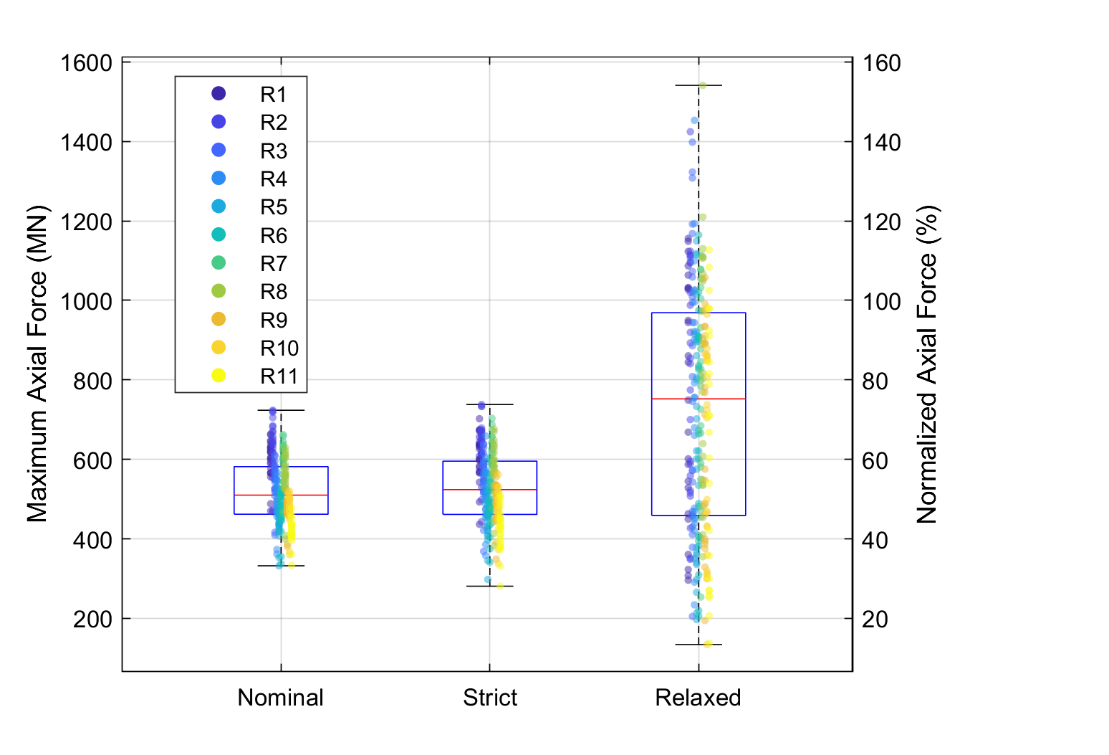 1600
1400
1200
1000
800
600
400
200
Maximum Axial Force (MN)
R1
R2
R3
R4
R5
R6
R7
R8
R9
R10
R11
160
140
120
100
80
60
40
20
Normalized Axial Force (%)
Nominal
Strict
Relaxed